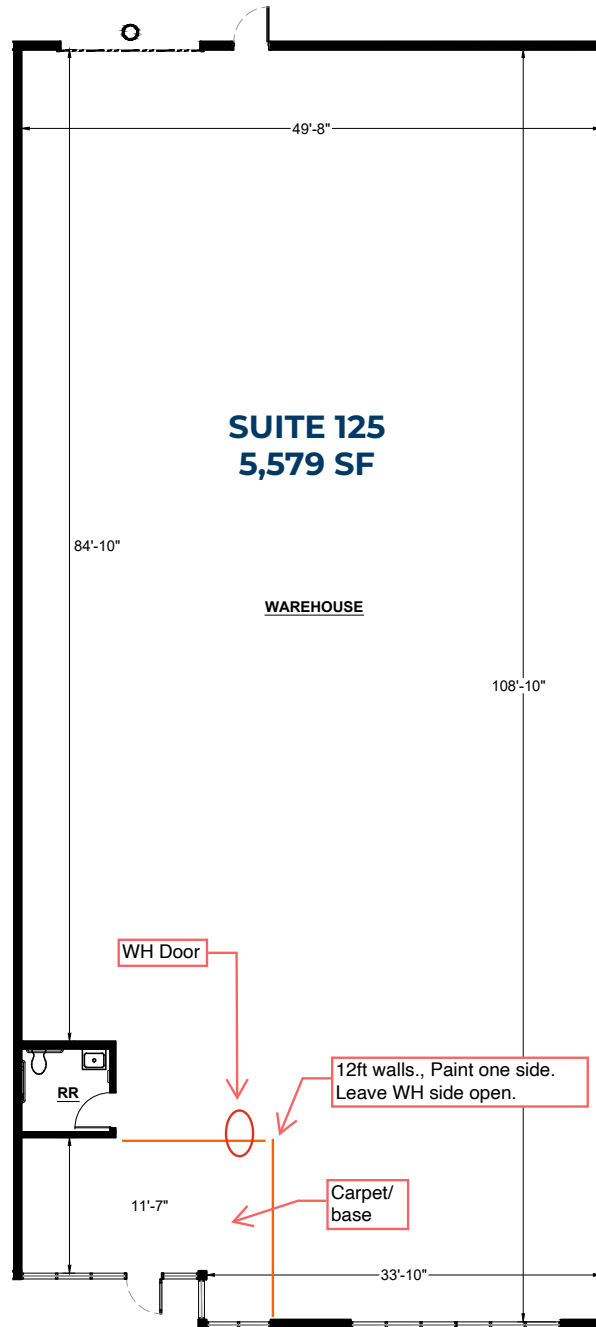 49'-8"
SUITE 125
5,579 SF
84'-10"
WAREHOUSE
108'-10"
WH Door
12ft walls., Paint one side.
Leave WH side open.
RR
Carpet/
base
11'-7"
33'-10"